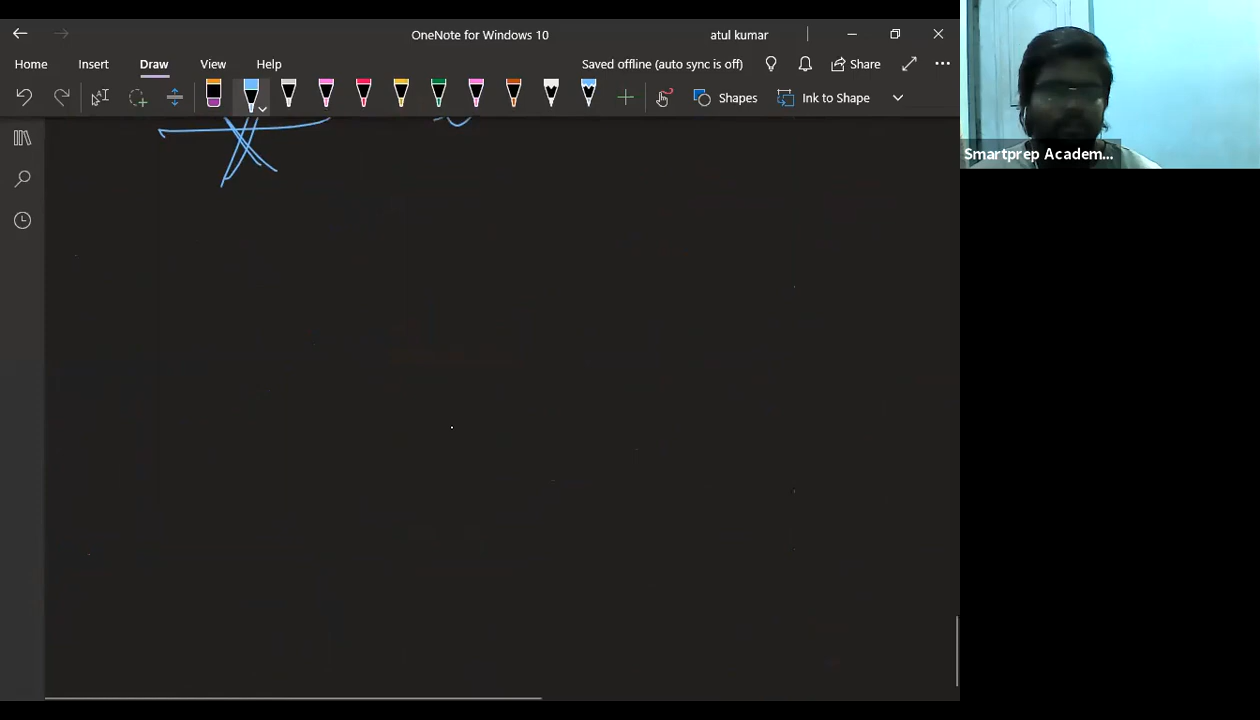 OneNote for Windows 10
atul kumar
Home Insert Draw View Help
Saved offline (auto sync is off)
Share
Shapes
Ink to Shape
Smartprep Academ...